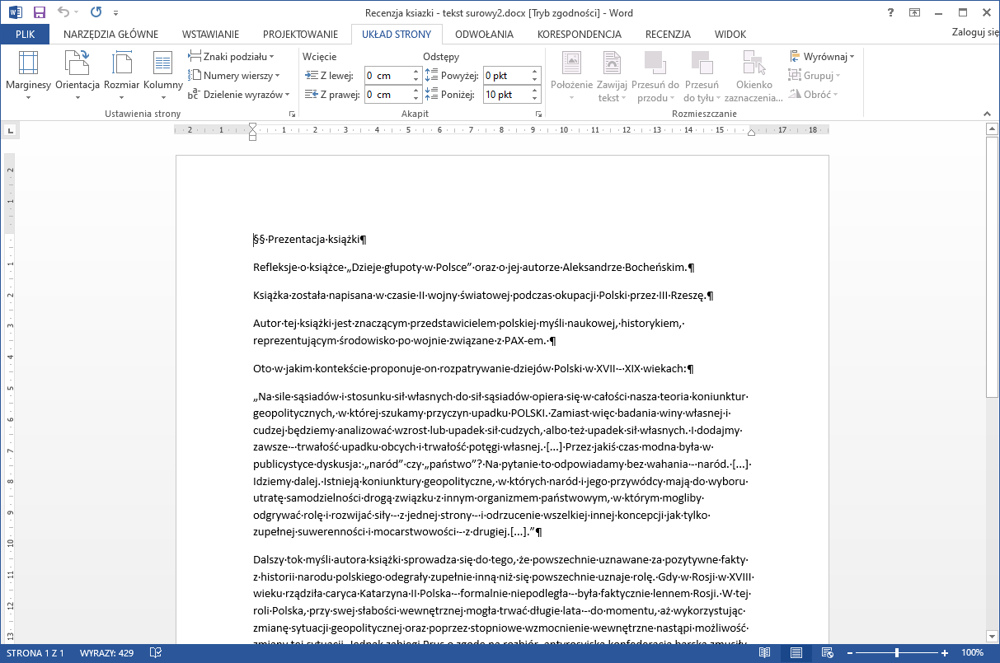 Recenzja ksiazki - tekst surowy2.docx [Tryb zgodności] - Word
PLIK NARZĘDZIA GŁÓWNE WSTAWIANIE PROJEKTOWANIE UKŁAD STRONY ODWOŁANIA KORESPONDENCJA RECENZJA WIDOK Zaloguj się
Marginesy Orientacja Rozmiar Kolumny
Znaki podziału
Numery wierszy
Dzielenie wyrazów
Ustawienia strony
Wcięcie Odstępy
Z lewej: 0 cm Powyżej: 0 pkt
Z prawej: 0 cm Poniżej: 10 pkt
Akapit
Położenie Zawijaj tekst Przesuń do przodu Przesuń do tyłu Okienko zaznaczenia...
Wyrównaj
Grupuj
Obróć
Rozmieszczanie
2 1 1 2 3 4 5 6 7 8 9 10 11 12 13 14 15 17 18
2
1
1
2
3
4
5
6
7
8
9
10
11
12
13
§§·Prezentacja·książki¶
Refleksje·o·książce·„Dzieje·głupoty·w·Polsce”·oraz·o·jej·autorze·Aleksandrze·Bocheńskim.¶
Książka·została·napisana·w·czasie·II·wojny·światowej·podczas·okupacji·Polski·przez·III·Rzeszę.¶
Autor·tej·książki·jest·znaczącym·przedstawicielem·polskiej·myśli·naukowej,·historykiem,·
reprezentującym·środowisko·po·wojnie·związane·z·PAX-em.·¶
Oto·w·jakim·kontekście·proponuje·on·rozpatrywanie·dziejów·Polski·w·XVII·-·XIX·wiekach:¶
„Na·sile·sąsiadów·i·stosunku·sił·własnych·do·sił·sąsiadów·opiera·się·w·całości·nasza·teoria·koniunktur·
geopolitycznych,·w·której·szukamy·przyczyn·upadku·POLSKI.·Zamiast·więc·badania·winy·własnej·i·
cudzej·będziemy·analizować·wzrost·lub·upadek·sił·cudzych,·albo·też·upadek·sił·własnych.·I·dodajmy·
zawsze·-·trwałość·upadku·obcych·i·trwałość·potęgi·własnej.·[...]·Przez·jakiś·czas·modna·była·w·
publicystyce·dyskusja:·„naród”·czy·„państwo”?·Na·pytanie·to·odpowiadamy·bez·wahania·-·naród.·[...]·
Idziemy·dalej.·Istnieją·koniunktury·geopolityczne,·w·których·naród·i·jego·przywódcy·mają·do·wyboru·
utratę·samodzielności·drogą·związku·z·innym·organizmem·państwowym,·w·którym·mogliby·
odgrywać·rolę·i·rozwijać·siły·-·z·jednej·strony·-·i·odrzucenie·wszelkiej·innej·koncepcji·jak·tylko·
zupełnej·suwerenności·i·mocarstwowości·-·z·drugiej.[...].”¶
Dalszy·tok·myśli·autora·książki·sprowadza·się·do·tego,·że·powszechnie·uznawane·za·pozytywne·fakty·
z·historii·narodu·polskiego·odegrały·zupełnie·inną·niż·się·powszechnie·uznaje·rolę.·Gdy·w·Rosji·w·XVIII·
wieku·rządziła·caryca·Katarzyna·II·Polska·-·formalnie·niepodległa·-·była·faktycznie·lennem·Rosji.·W·tej·
roli·Polska,·przy·swej·słabości·wewnętrznej·mogła·trwać·długie·lata·-·do·momentu,·aż·wykorzystując·
zmianę·sytuacji·geopolitycznej·oraz·poprzez·stopniowe·wzmocnienie·wewnętrzne·nastąpi·możliwość·
zmiany·tej·sytuacji.·Jednak·zabiegi·Prus·o·zgodę·na·rozbiór,·antyrosyjska·konfederacja·barska·zmusiły·
STRONA 1 Z 1 WYRAZY: 429 100%